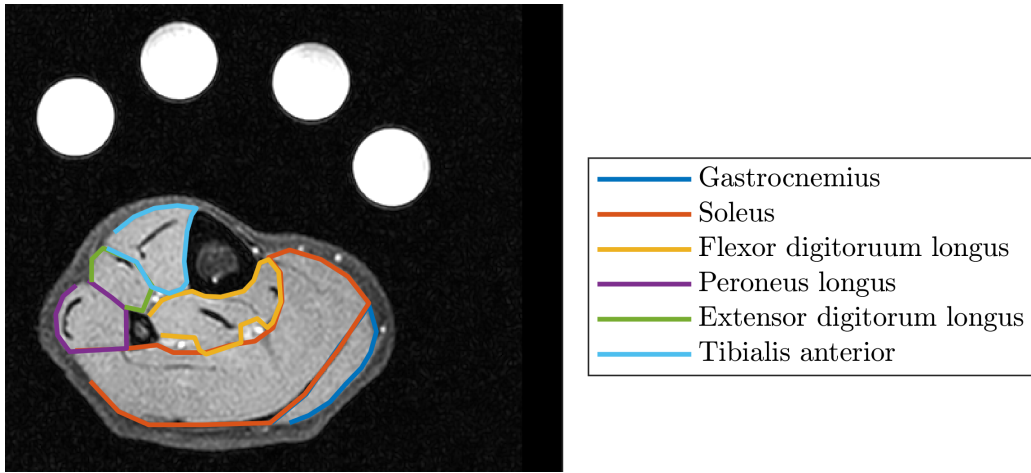 Gastrocnemius
Soleus
Flexor digitoruum longus
Peroneus longus
Extensor digitorum longus
Tibialis anterior